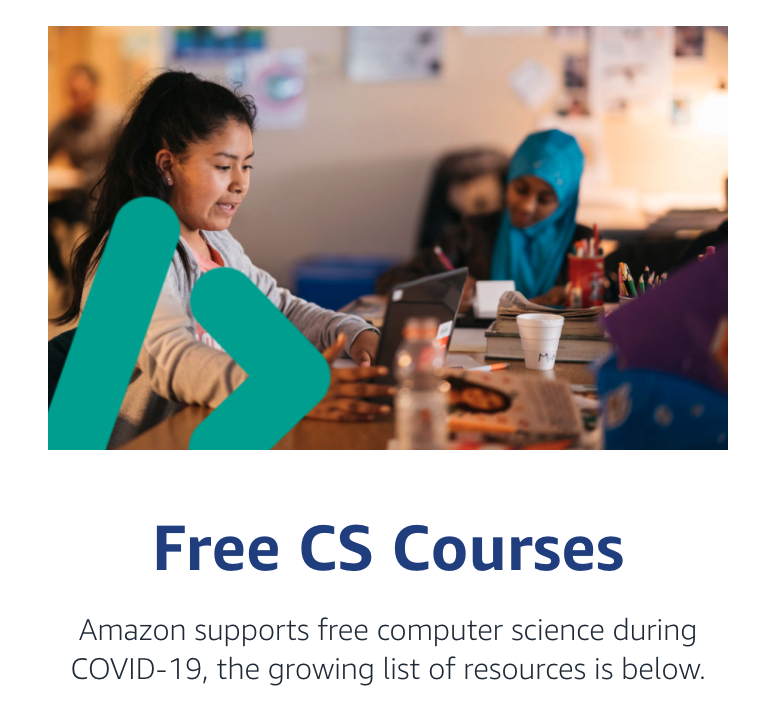 Free CS Courses
Amazon supports free computer science during
COVID-19, the growing list of resources is below.